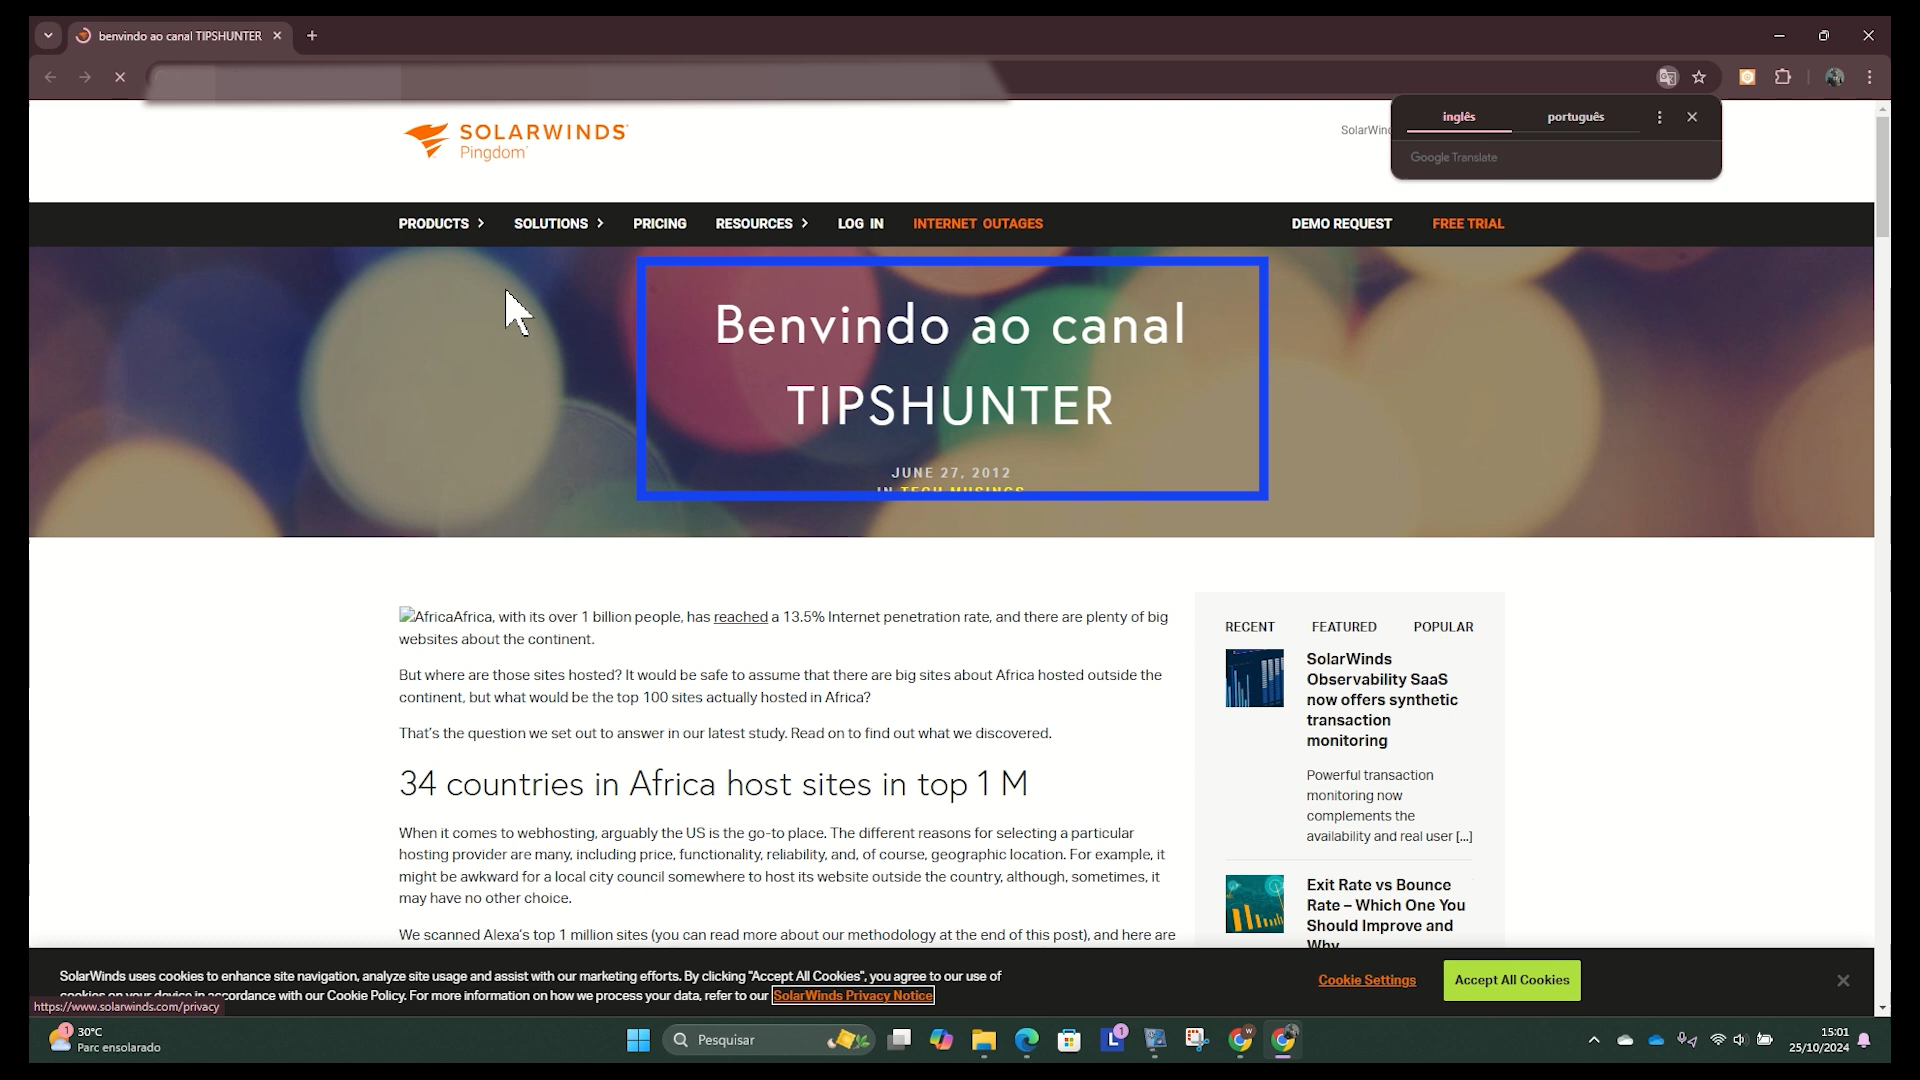 benvindo ao canal TIPSHUNTER
inglês português
Google Translate
SOLARWINDS
Pingdom
SolarWind
PRODUCTS SOLUTIONS PRICING RESOURCES LOG IN INTERNET OUTAGES DEMO REQUEST FREE TRIAL
Benvindo ao canal
TIPSHUNTER
JUNE 27, 2012
IN TECH MUSINGS
AfricaAfrica, with its over 1 billion people, has reached a 13.5% Internet penetration rate, and there are plenty of big
websites about the continent.
But where are those sites hosted? It would be safe to assume that there are big sites about Africa hosted outside the
continent, but what would be the top 100 sites actually hosted in Africa?
That's the question we set out to answer in our latest study. Read on to find out what we discovered.
34 countries in Africa host sites in top 1 M
When it comes to webhosting, arguably the US is the go-to place. The different reasons for selecting a particular
hosting provider are many, including price, functionality, reliability, and, of course, geographic location. For example, it
might be awkward for a local city council somewhere to host its website outside the country, although, sometimes, it
may have no other choice.
We scanned Alexa's top 1 million sites (you can read more about our methodology at the end of this post), and here are
RECENT FEATURED POPULAR
SolarWinds
Observability SaaS
now offers synthetic
transaction
monitoring
Powerful transaction
monitoring now
complements the
availability and real user [...]
Exit Rate vs Bounce
Rate – Which One You
Should Improve and
Why
SolarWinds uses cookies to enhance site navigation, analyze site usage and assist with our marketing efforts. By clicking "Accept All Cookies", you agree to our use of
cookies on your device in accordance with our Cookie Policy. For more information on how we process your data, refer to our SolarWinds Privacy Notice
Cookie Settings
Accept All Cookies
https://www.solarwinds.com/privacy
1
30°C
Parc ensolarado
Pesquisar
1
15:01
25/10/2024